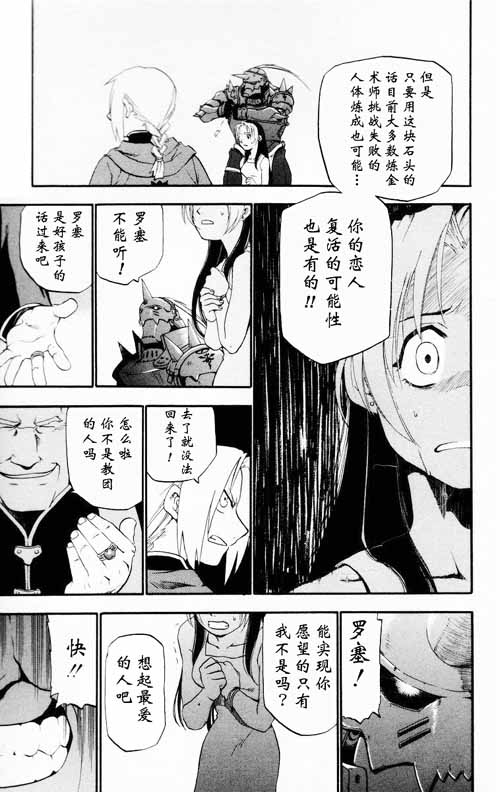 但是
只要用这块石头的
话目前大多数炼金
术师挑战失败的
人体炼成也可能…
你的恋人
复活的可能性
也是有的!!
罗塞
不能听!
罗塞
是好孩子的
话过来吧
去了就没法
回来了!
怎么啦
你不是教团
的人吗
罗塞!
能实现你
愿望的只有
我不是吗?
想起最爱
的人吧
快!!